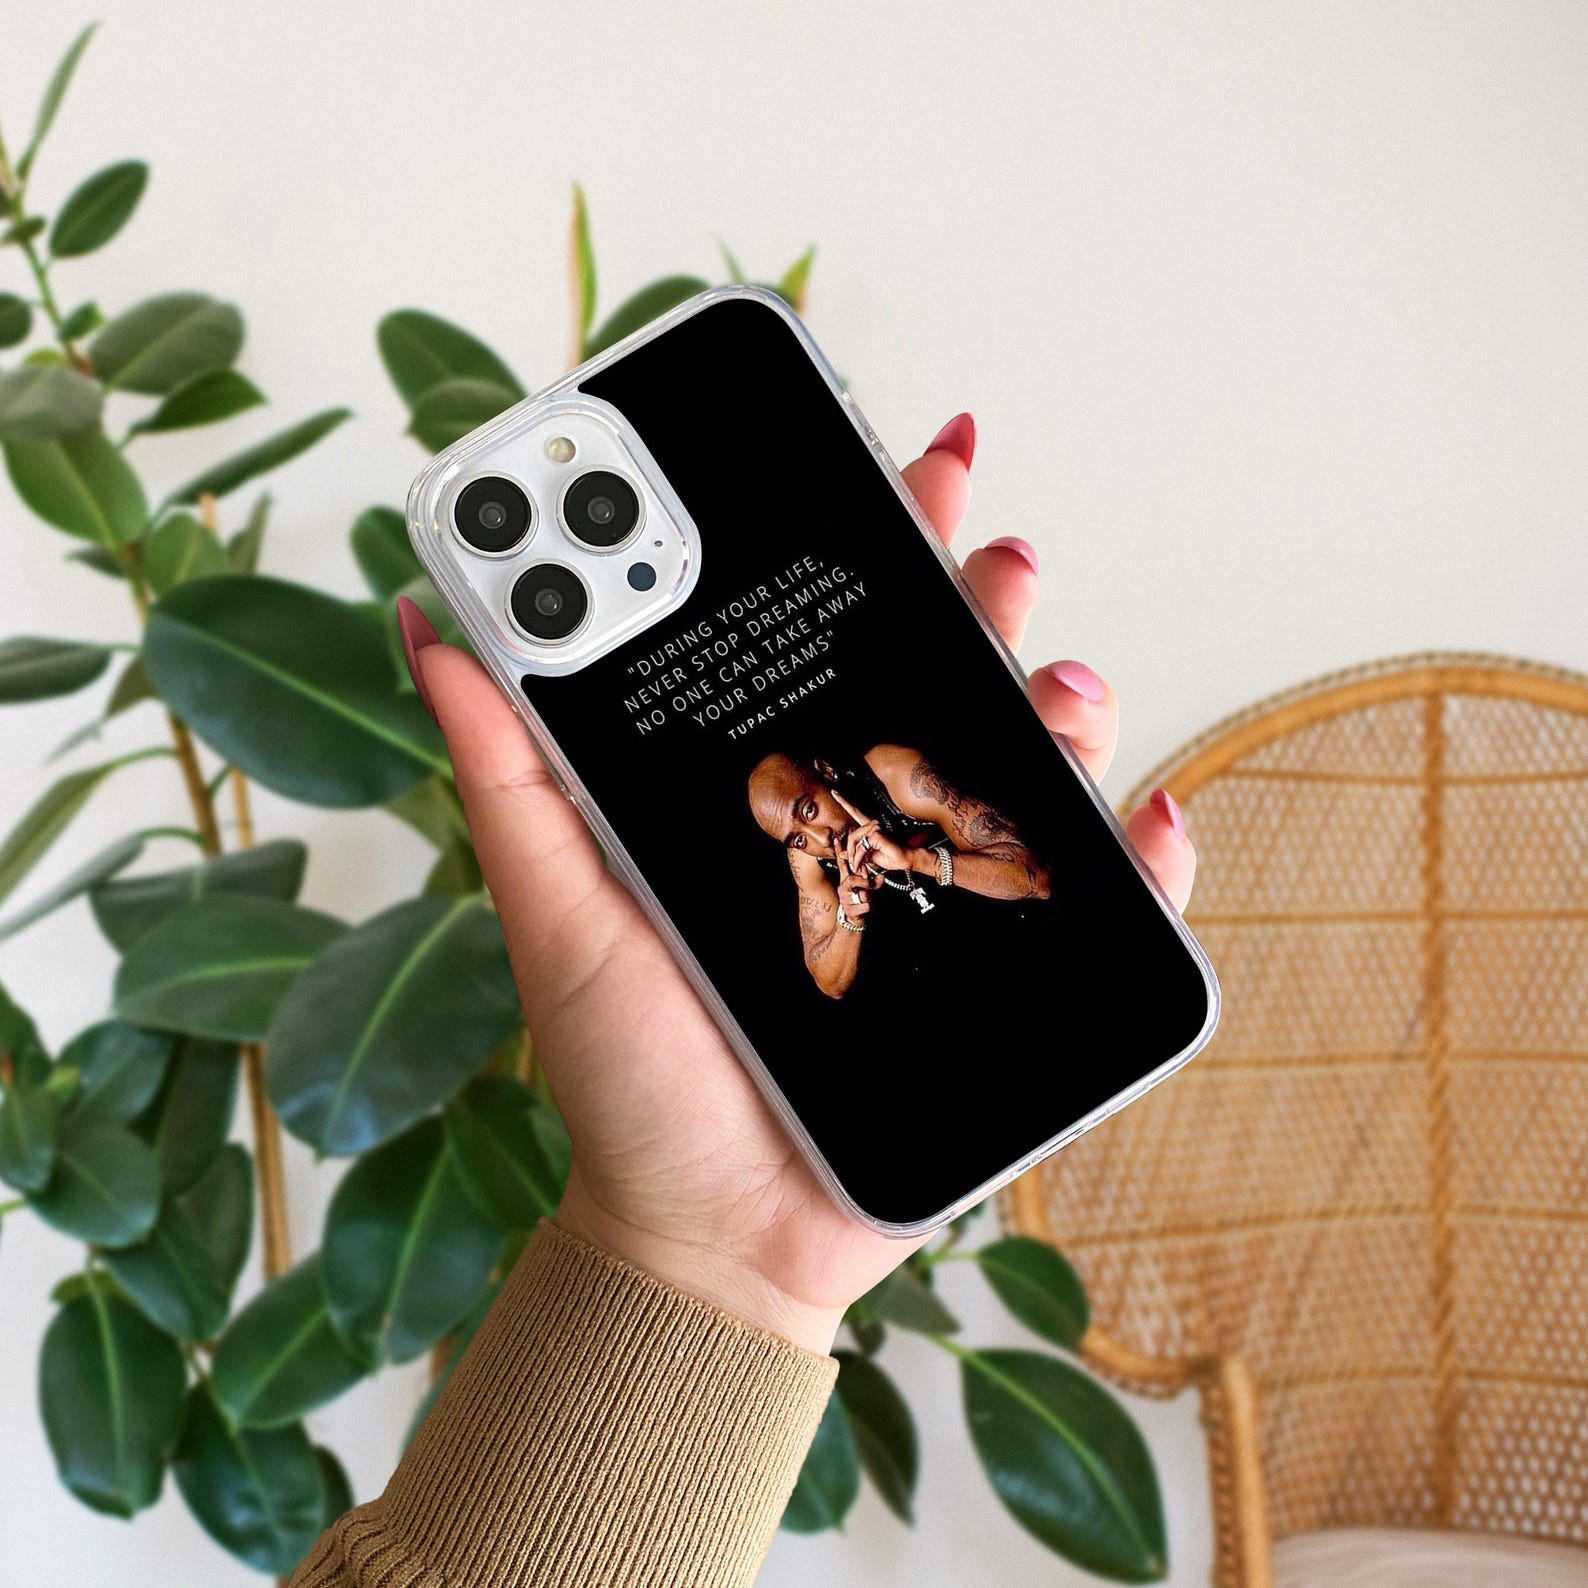 "DURING YOUR LIFE,
NEVER STOP DREAMING.
NO ONE CAN TAKE AWAY
YOUR DREAMS"
TUPAC SHAKUR